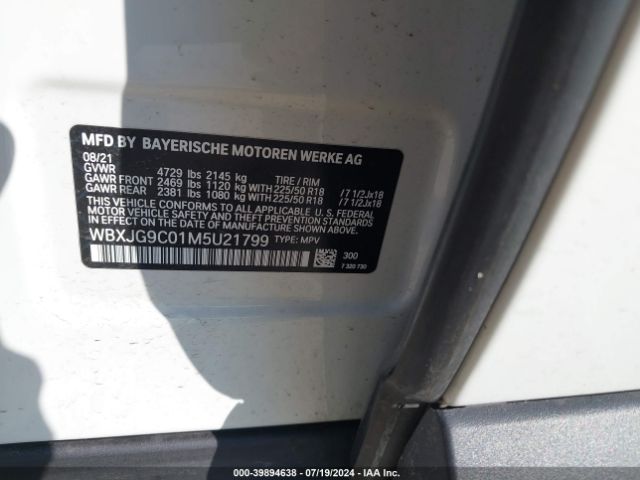 MFD BY BAYERISCHE MOTOREN WERKE AG
08/21
GVWR 4729 lbs 2145 kg TIRE / RIM
GAWR FRONT 2469 lbs 1120 kg WITH 225/50 R18 /7 1/2Jx18
GAWR REAR 2381 lbs 1080 kg WITH 225/50 R18 /7 1/2Jx18
THIS VEHICLE CONFORMS TO ALL APPLICABLE FEDERAL
MOTOR VEHICLE SAFETY, BUMPER, AND THEFT PREVENTION
STANDARDS IN EFFECT ON THE DATE OF MANUFACTURE SHOWN ABOVE.
WBXJG9C01M5U21799 TYPE: MPV
300
7 320 730
000-39894638 - 07/19/2024 - IAA Inc.